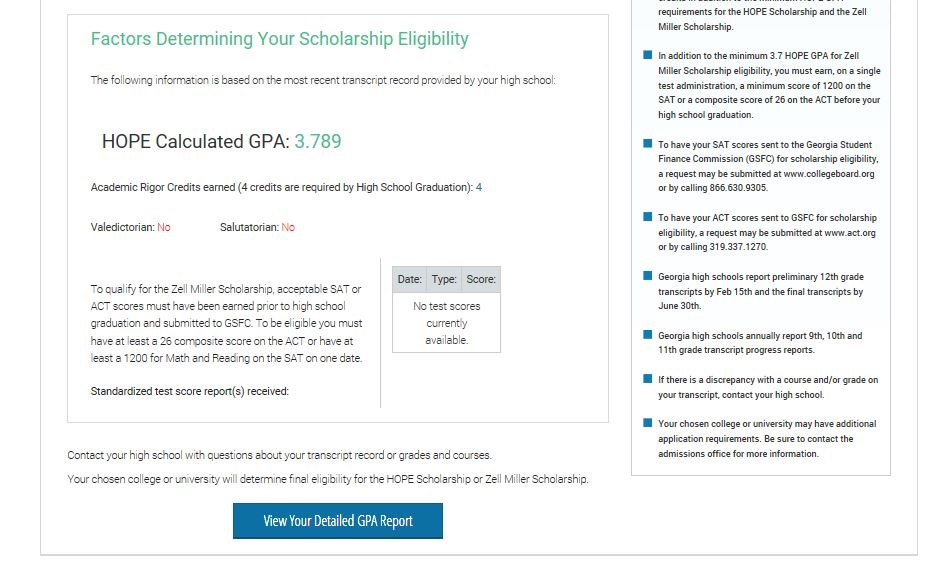 Factors Determining Your Scholarship Eligibility
The following information is based on the most recent transcript record provided by your high school:
HOPE Calculated GPA: 3.789
Academic Rigor Credits earned (4 credits are required by High School Graduation): 4
Valedictorian: No
Salutatorian: No
To qualify for the Zell Miller Scholarship, acceptable SAT or
ACT scores must have been earned prior to high school
graduation and submitted to GSFC. To be eligible you must
have at least a 26 composite score on the ACT or have at
least a 1200 for Math and Reading on the SAT on one date.
Standardized test score report(s) received:
Date: Type: Score:
No test scores
currently
available.
Contact your high school with questions about your transcript record or grades and courses.
Your chosen college or university will determine final eligibility for the HOPE Scholarship or Zell Miller Scholarship.
View Your Detailed GPA Report
requirements for the HOPE Scholarship and the Zell
Miller Scholarship.
In addition to the minimum 3.7 HOPE GPA for Zell
Miller Scholarship eligibility, you must earn, on a single
test administration, a minimum score of 1200 on the
SAT or a composite score of 26 on the ACT before your
high school graduation.
To have your SAT scores sent to the Georgia Student
Finance Commission (GSFC) for scholarship eligibility,
a request may be submitted at www.collegeboard.org
or by calling 866.630.9305.
To have your ACT scores sent to GSFC for scholarship
eligibility, a request may be submitted at www.act.org
or by calling 319.337.1270.
Georgia high schools report preliminary 12th grade
transcripts by Feb 15th and the final transcripts by
June 30th.
Georgia high schools annually report 9th, 10th and
11th grade transcript progress reports.
If there is a discrepancy with a course and/or grade on
your transcript, contact your high school.
Your chosen college or university may have additional
application requirements. Be sure to contact the
admissions office for more information.